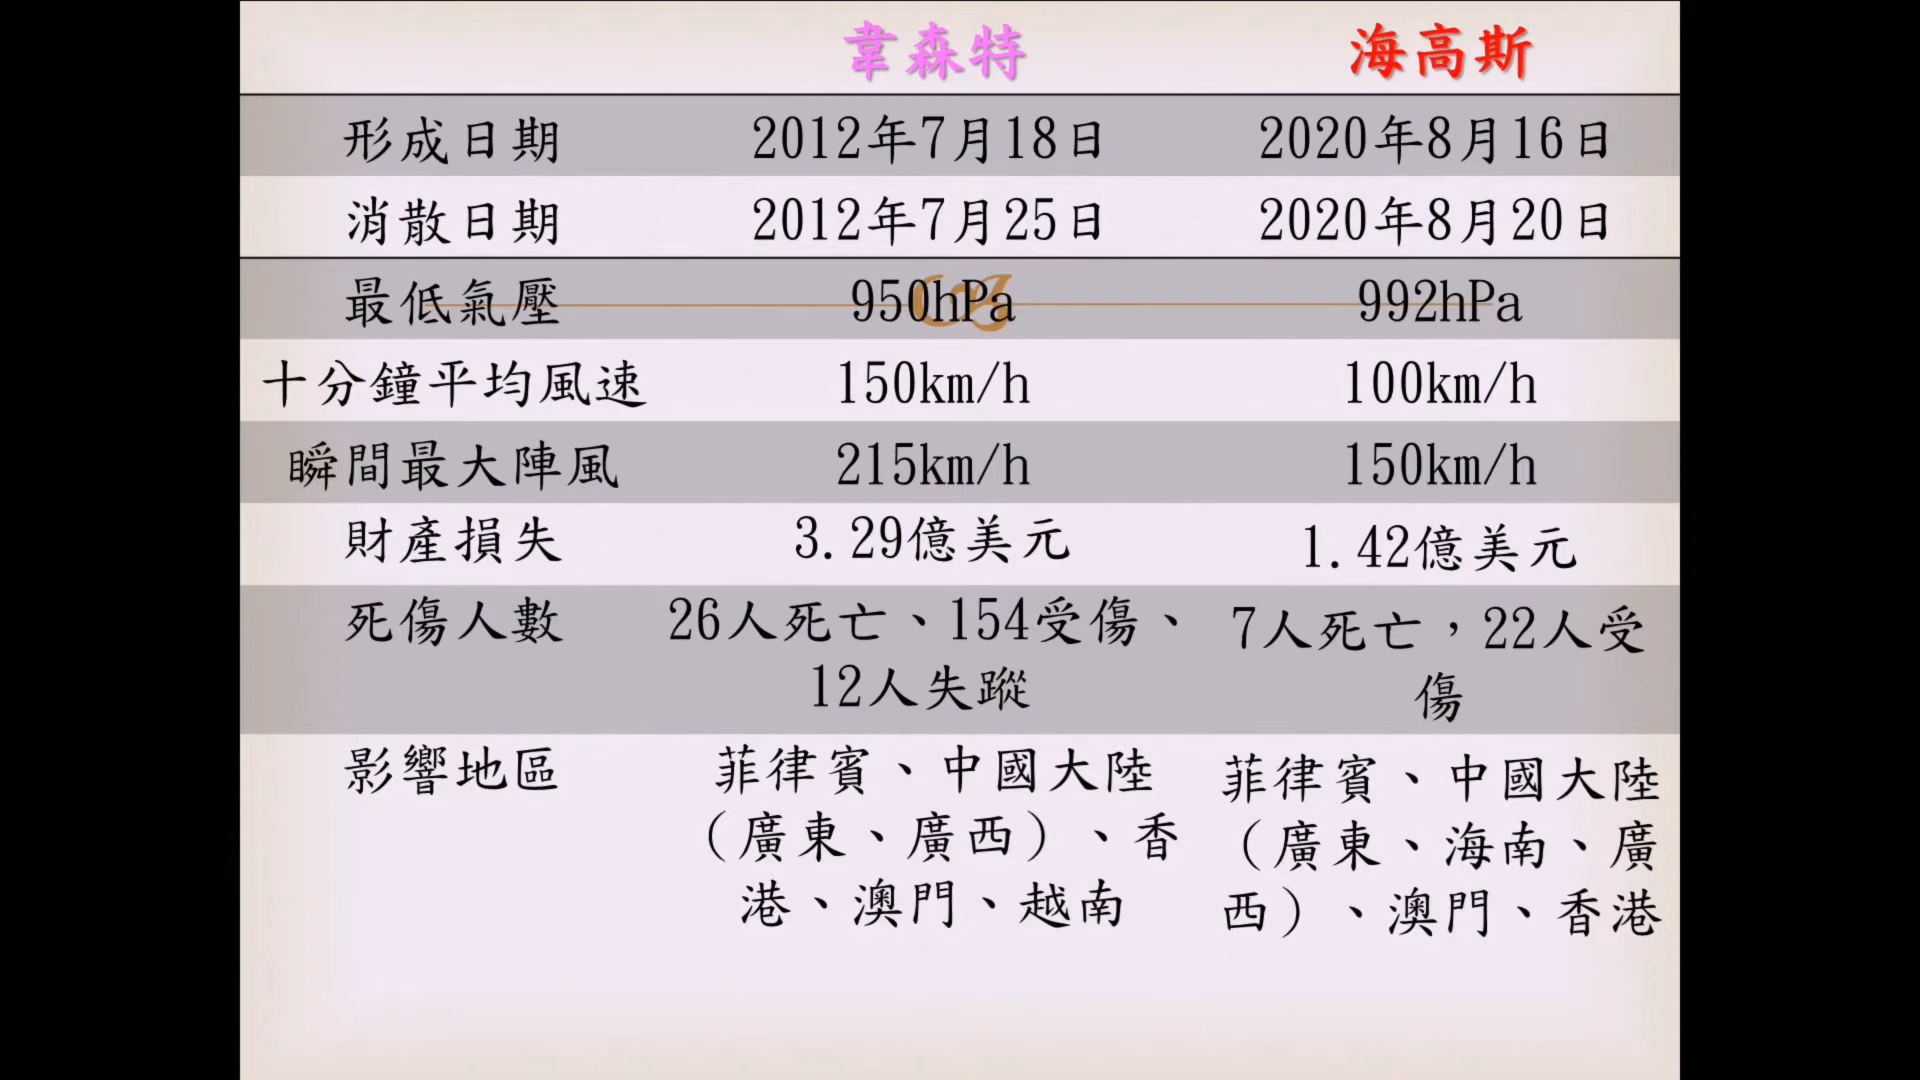 韋森特 海高斯
形成日期 2012年7月18日 2020年8月16日
消散日期 2012年7月25日 2020年8月20日
最低氣壓 950hPa 992hPa
十分鐘平均風速 150km/h 100km/h
瞬間最大陣風 215km/h 150km/h
財產損失 3.29億美元 1.42億美元
死傷人數 26人死亡、154受傷、 7人死亡，22人受
12人失蹤 傷
影響地區 菲律賓、中國大陸 菲律賓、中國大陸
（廣東、廣西）、香 （廣東、海南、廣
港、澳門、越南 西）、澳門、香港